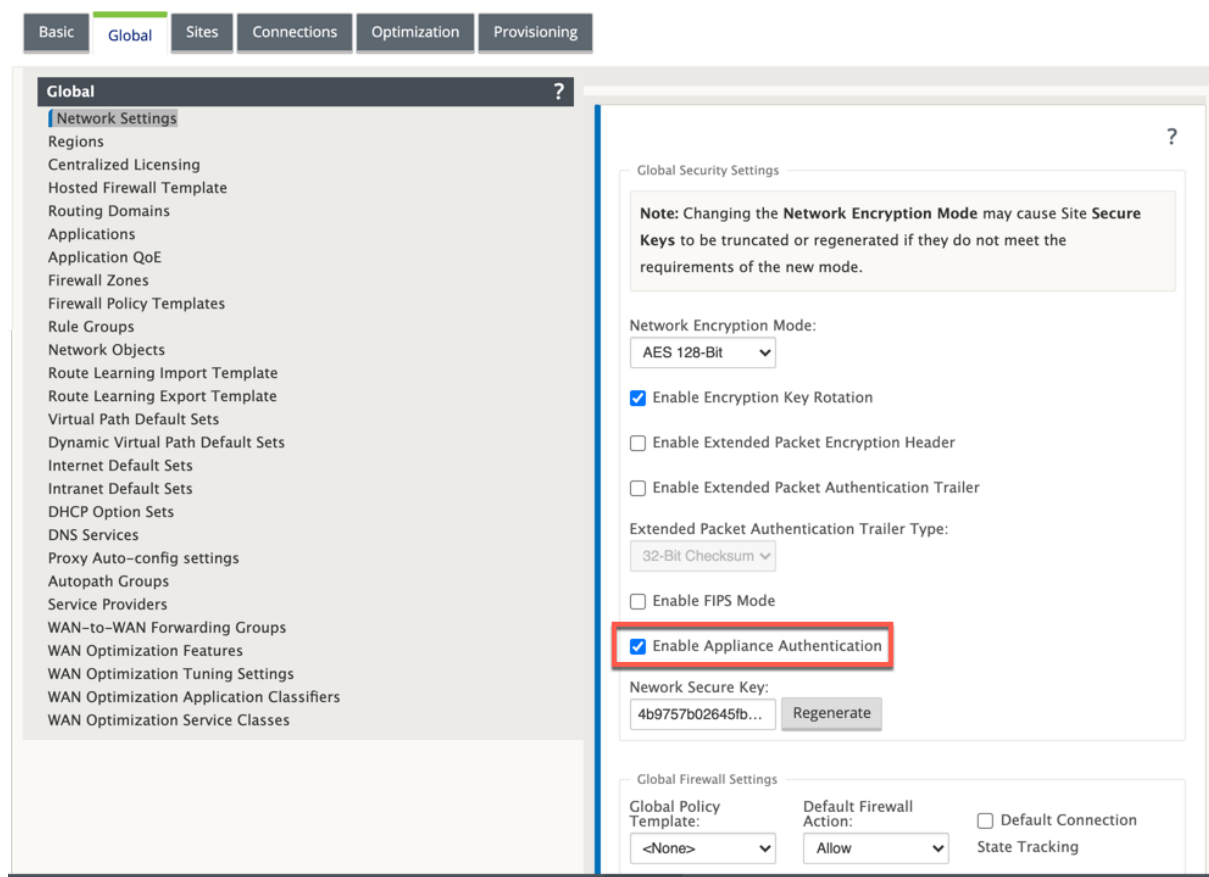 Basic Global Sites Connections Optimization Provisioning
Global ?
Network Settings
Regions
Centralized Licensing
Hosted Firewall Template
Routing Domains
Applications
Application QoE
Firewall Zones
Firewall Policy Templates
Rule Groups
Network Objects
Route Learning Import Template
Route Learning Export Template
Virtual Path Default Sets
Dynamic Virtual Path Default Sets
Internet Default Sets
Intranet Default Sets
DHCP Option Sets
DNS Services
Proxy Auto-config settings
Autopath Groups
Service Providers
WAN-to-WAN Forwarding Groups
WAN Optimization Features
WAN Optimization Tuning Settings
WAN Optimization Application Classifiers
WAN Optimization Service Classes
?
Global Security Settings
Note: Changing the Network Encryption Mode may cause Site Secure
Keys to be truncated or regenerated if they do not meet the
requirements of the new mode.
Network Encryption Mode:
AES 128-Bit
Enable Encryption Key Rotation
Enable Extended Packet Encryption Header
Enable Extended Packet Authentication Trailer
Extended Packet Authentication Trailer Type:
32-Bit Checksum
Enable FIPS Mode
Enable Appliance Authentication
Nework Secure Key:
4b9757b02645fb... Regenerate
Global Firewall Settings
Global Policy
Template:
<None>
Default Firewall
Action:
Allow
Default Connection
State Tracking